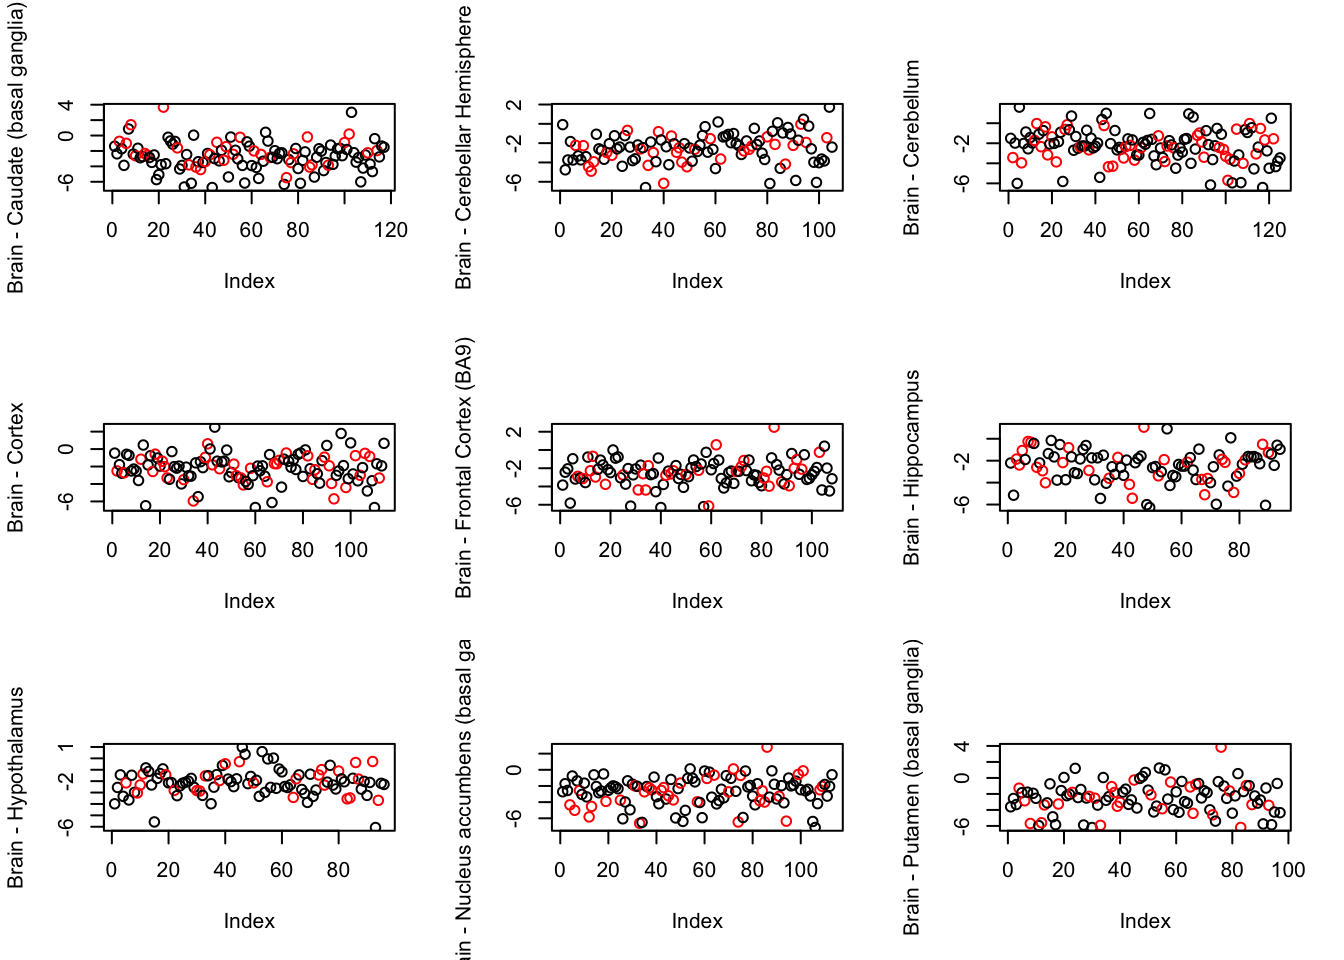 Brain - Caudate (basal ganglia)
4
0
-6
0 20 40 60 80 120
Index
Brain - Cerebellar Hemisphere
2
-2
-6
0 20 40 60 80 100
Index
Brain - Cerebellum
-2
-6
0 20 40 60 80 120
Index
Brain - Cortex
0
-6
0 20 40 60 80 100
Index
Brain - Frontal Cortex (BA9)
2
-2
-6
0 20 40 60 80 100
Index
Brain - Hippocampus
-2
-6
0 20 40 60 80
Index
Brain - Hypothalamus
1
-2
-6
0 20 40 60 80
Index
ain - Nucleus accumbens (basal ga
0
-6
0 20 40 60 80 100
Index
Brain - Putamen (basal ganglia)
4
0
-6
0 20 40 60 80 100
Index